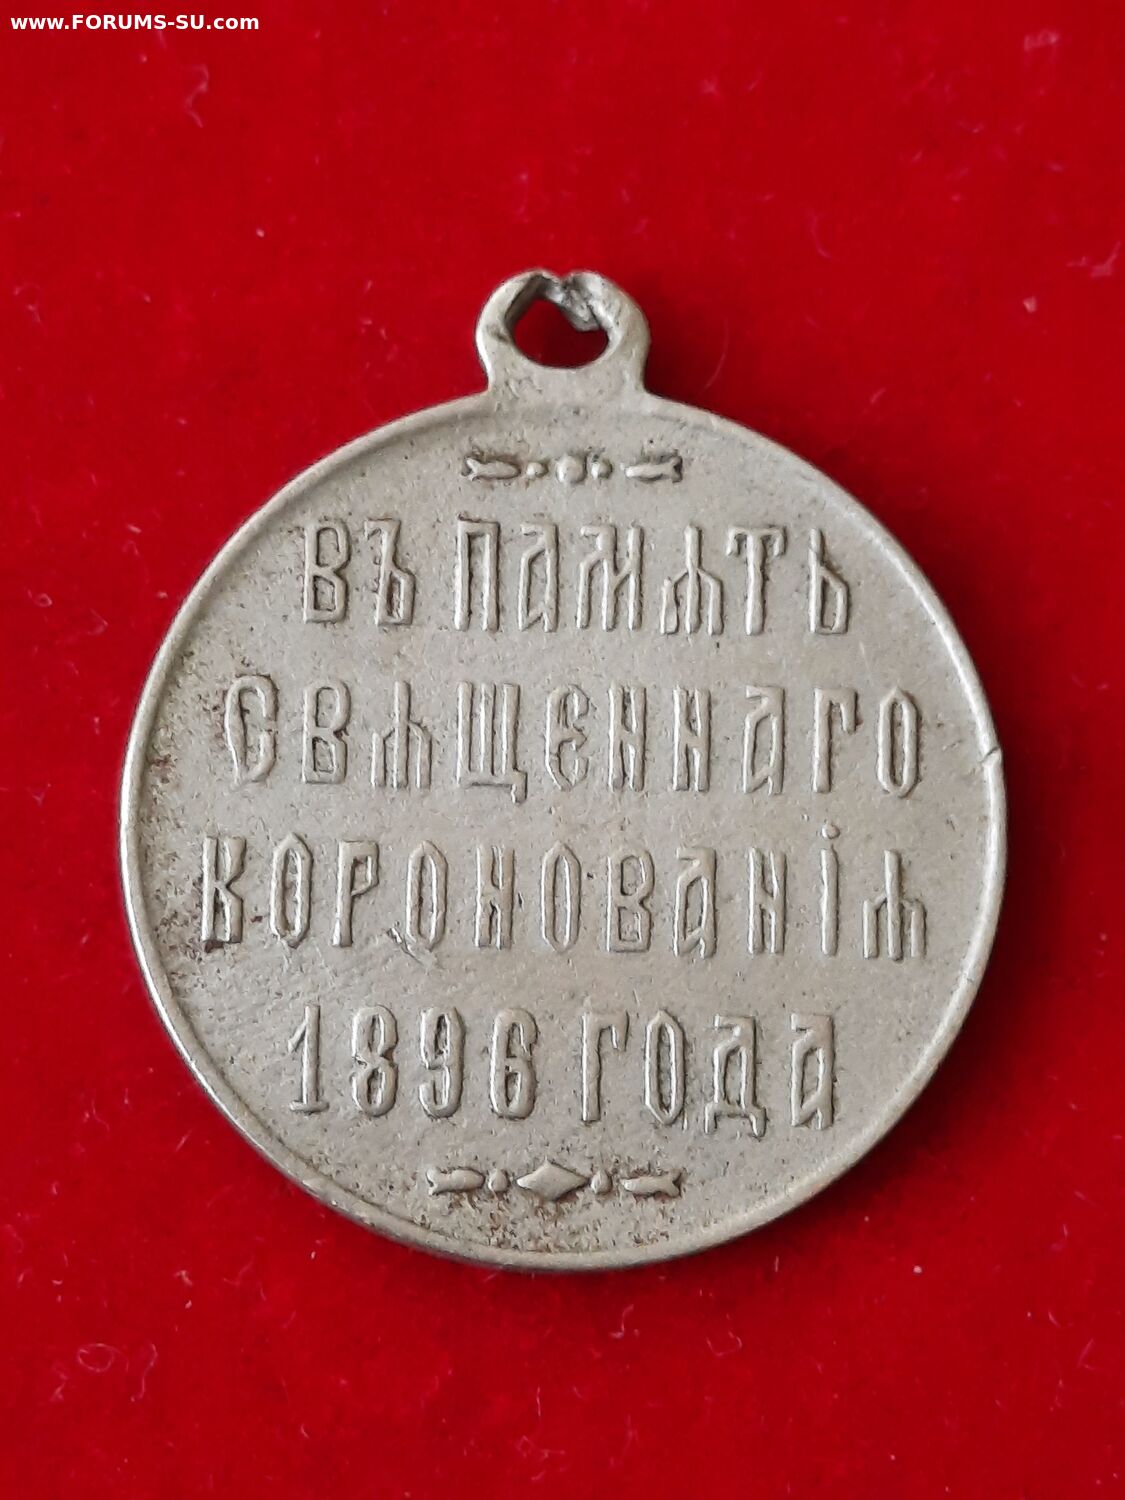 www.FORUMS-SU.com
ВЪ ПАМѦТЬ
СВѦЩЕННАГО
КОРОНОВАНІѦ
1896 ГОДА